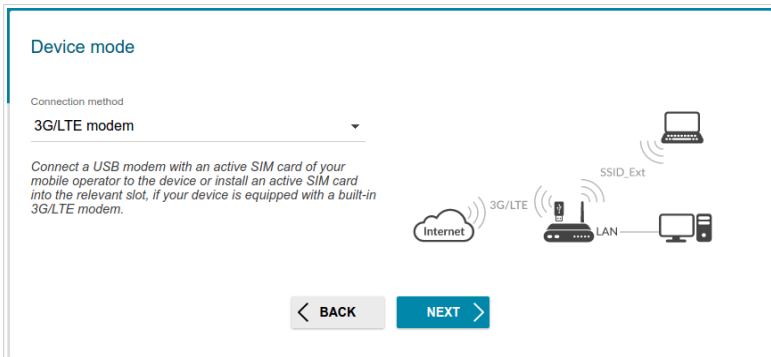 Device mode
Connection method
3G/LTE modem
Connect a USB modem with an active SIM card of your
mobile operator to the device or install an active SIM card
into the relevant slot, if your device is equipped with a built-in
3G/LTE modem.
SSID_Ext
3G/LTE
Internet
LAN
BACK
NEXT